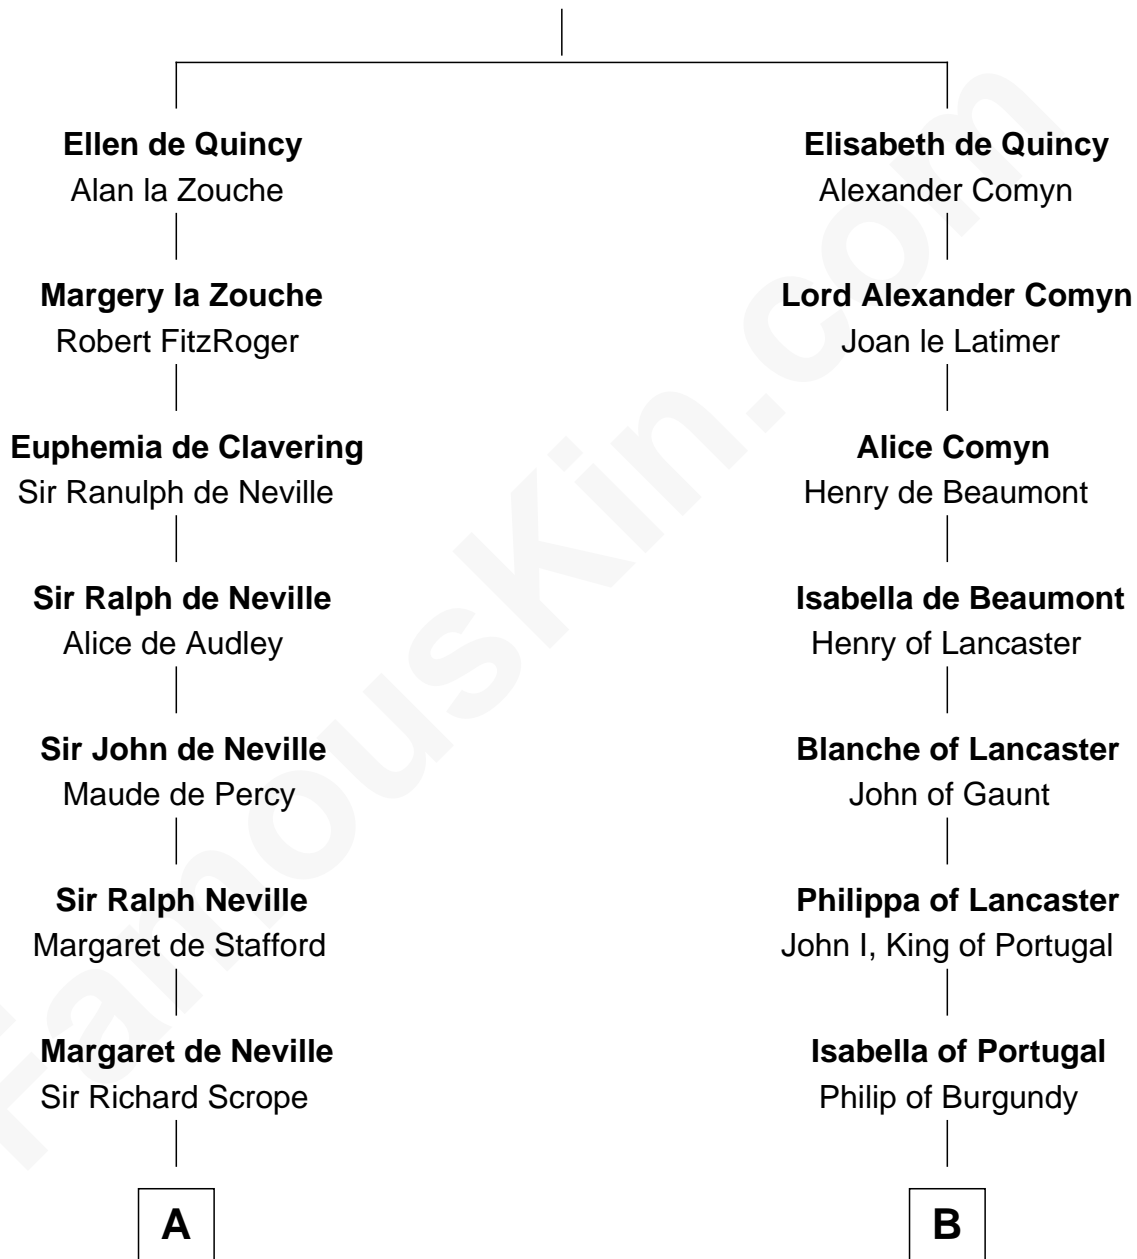 Ellen de Quincy
Alan la Zouche
Elisabeth de Quincy
Alexander Comyn
Margery la Zouche
Robert FitzRoger
Lord Alexander Comyn
Joan le Latimer
Euphemia de Clavering
Sir Ranulph de Neville
Alice Comyn
Henry de Beaumont
Sir Ralph de Neville
Alice de Audley
Isabella de Beaumont
Henry of Lancaster
Sir John de Neville
Maude de Percy
Blanche of Lancaster
John of Gaunt
Sir Ralph Neville
Margaret de Stafford
Philippa of Lancaster
John I, King of Portugal
Margaret de Neville
Sir Richard Scrope
Isabella of Portugal
Philip of Burgundy
A
B
FamousKin.com